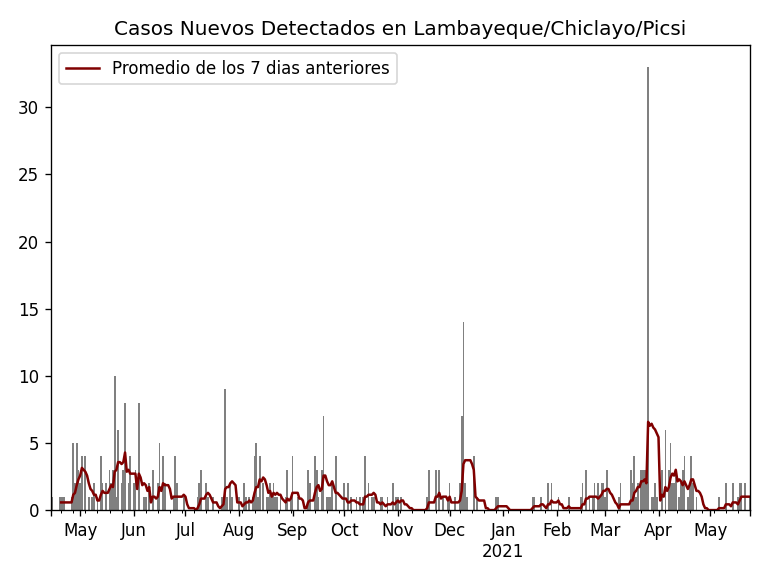 Casos Nuevos Detectados en Lambayeque/Chiclayo/Picsi
Promedio de los 7 dias anteriores
30
25
20
15
10
5
0
May Jun Jul Aug Sep Oct Nov Dec Jan Feb Mar Apr May
2021